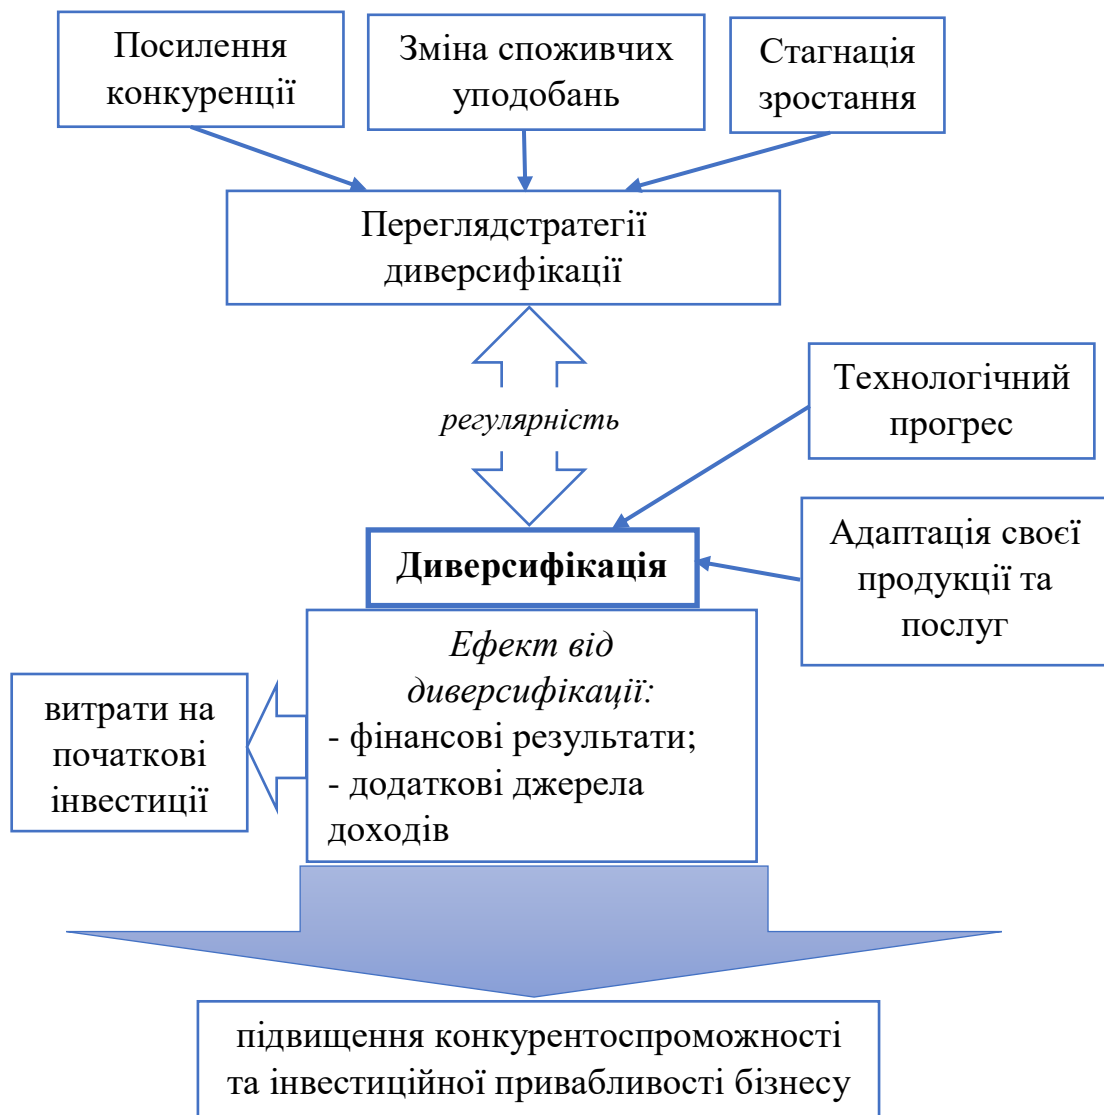 Посилення
конкуренції
Зміна споживчих
уподобань
Стагнація
зростання
Переглядстратегії
диверсифікації
регулярність
Технологічний
прогрес
Диверсифікація
Адаптація своєї
продукції та
послуг
Ефект від
диверсифікації:
- фінансові результати;
- додаткові джерела
доходів
витрати на
початкові
інвестиції
підвищення конкурентоспроможності
та інвестиційної привабливості бізнесу